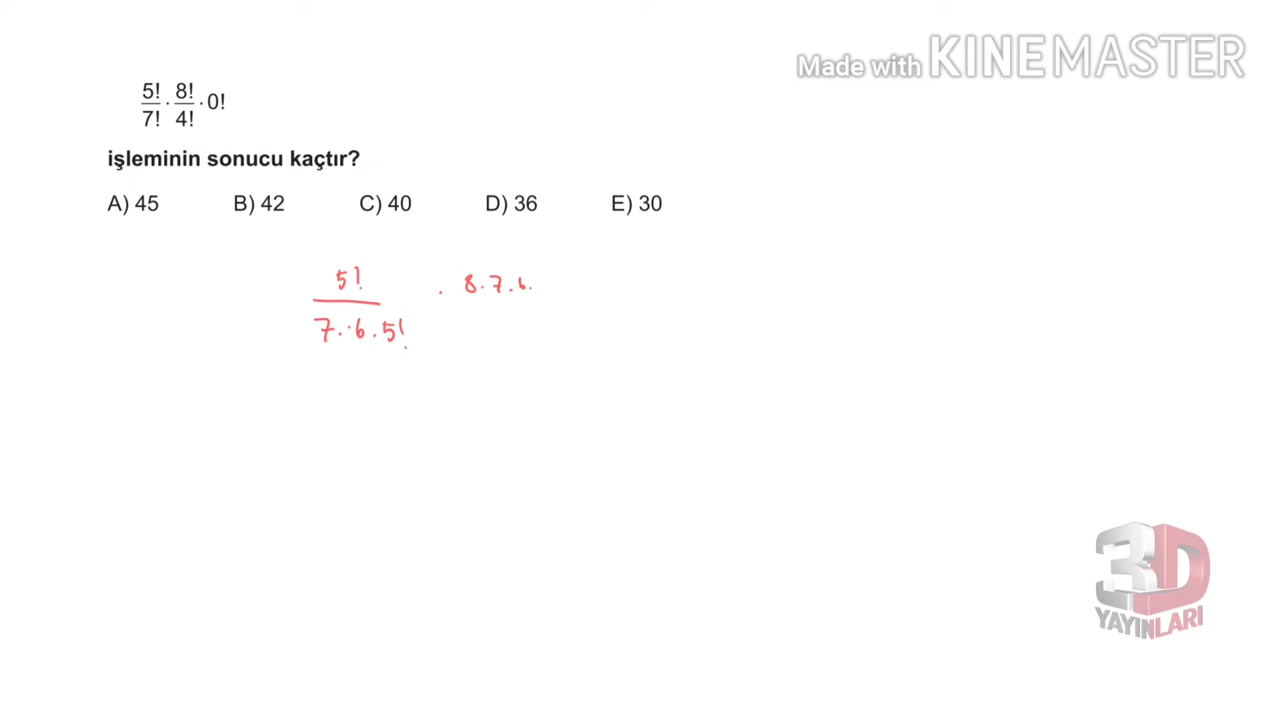 Made with KINEMASTER
5!/7! · 8!/4! · 0!
işleminin sonucu kaçtır?
A) 45 B) 42 C) 40 D) 36 E) 30
5! . 8.7.6.
7.6.5!
3D
YAYINLARI